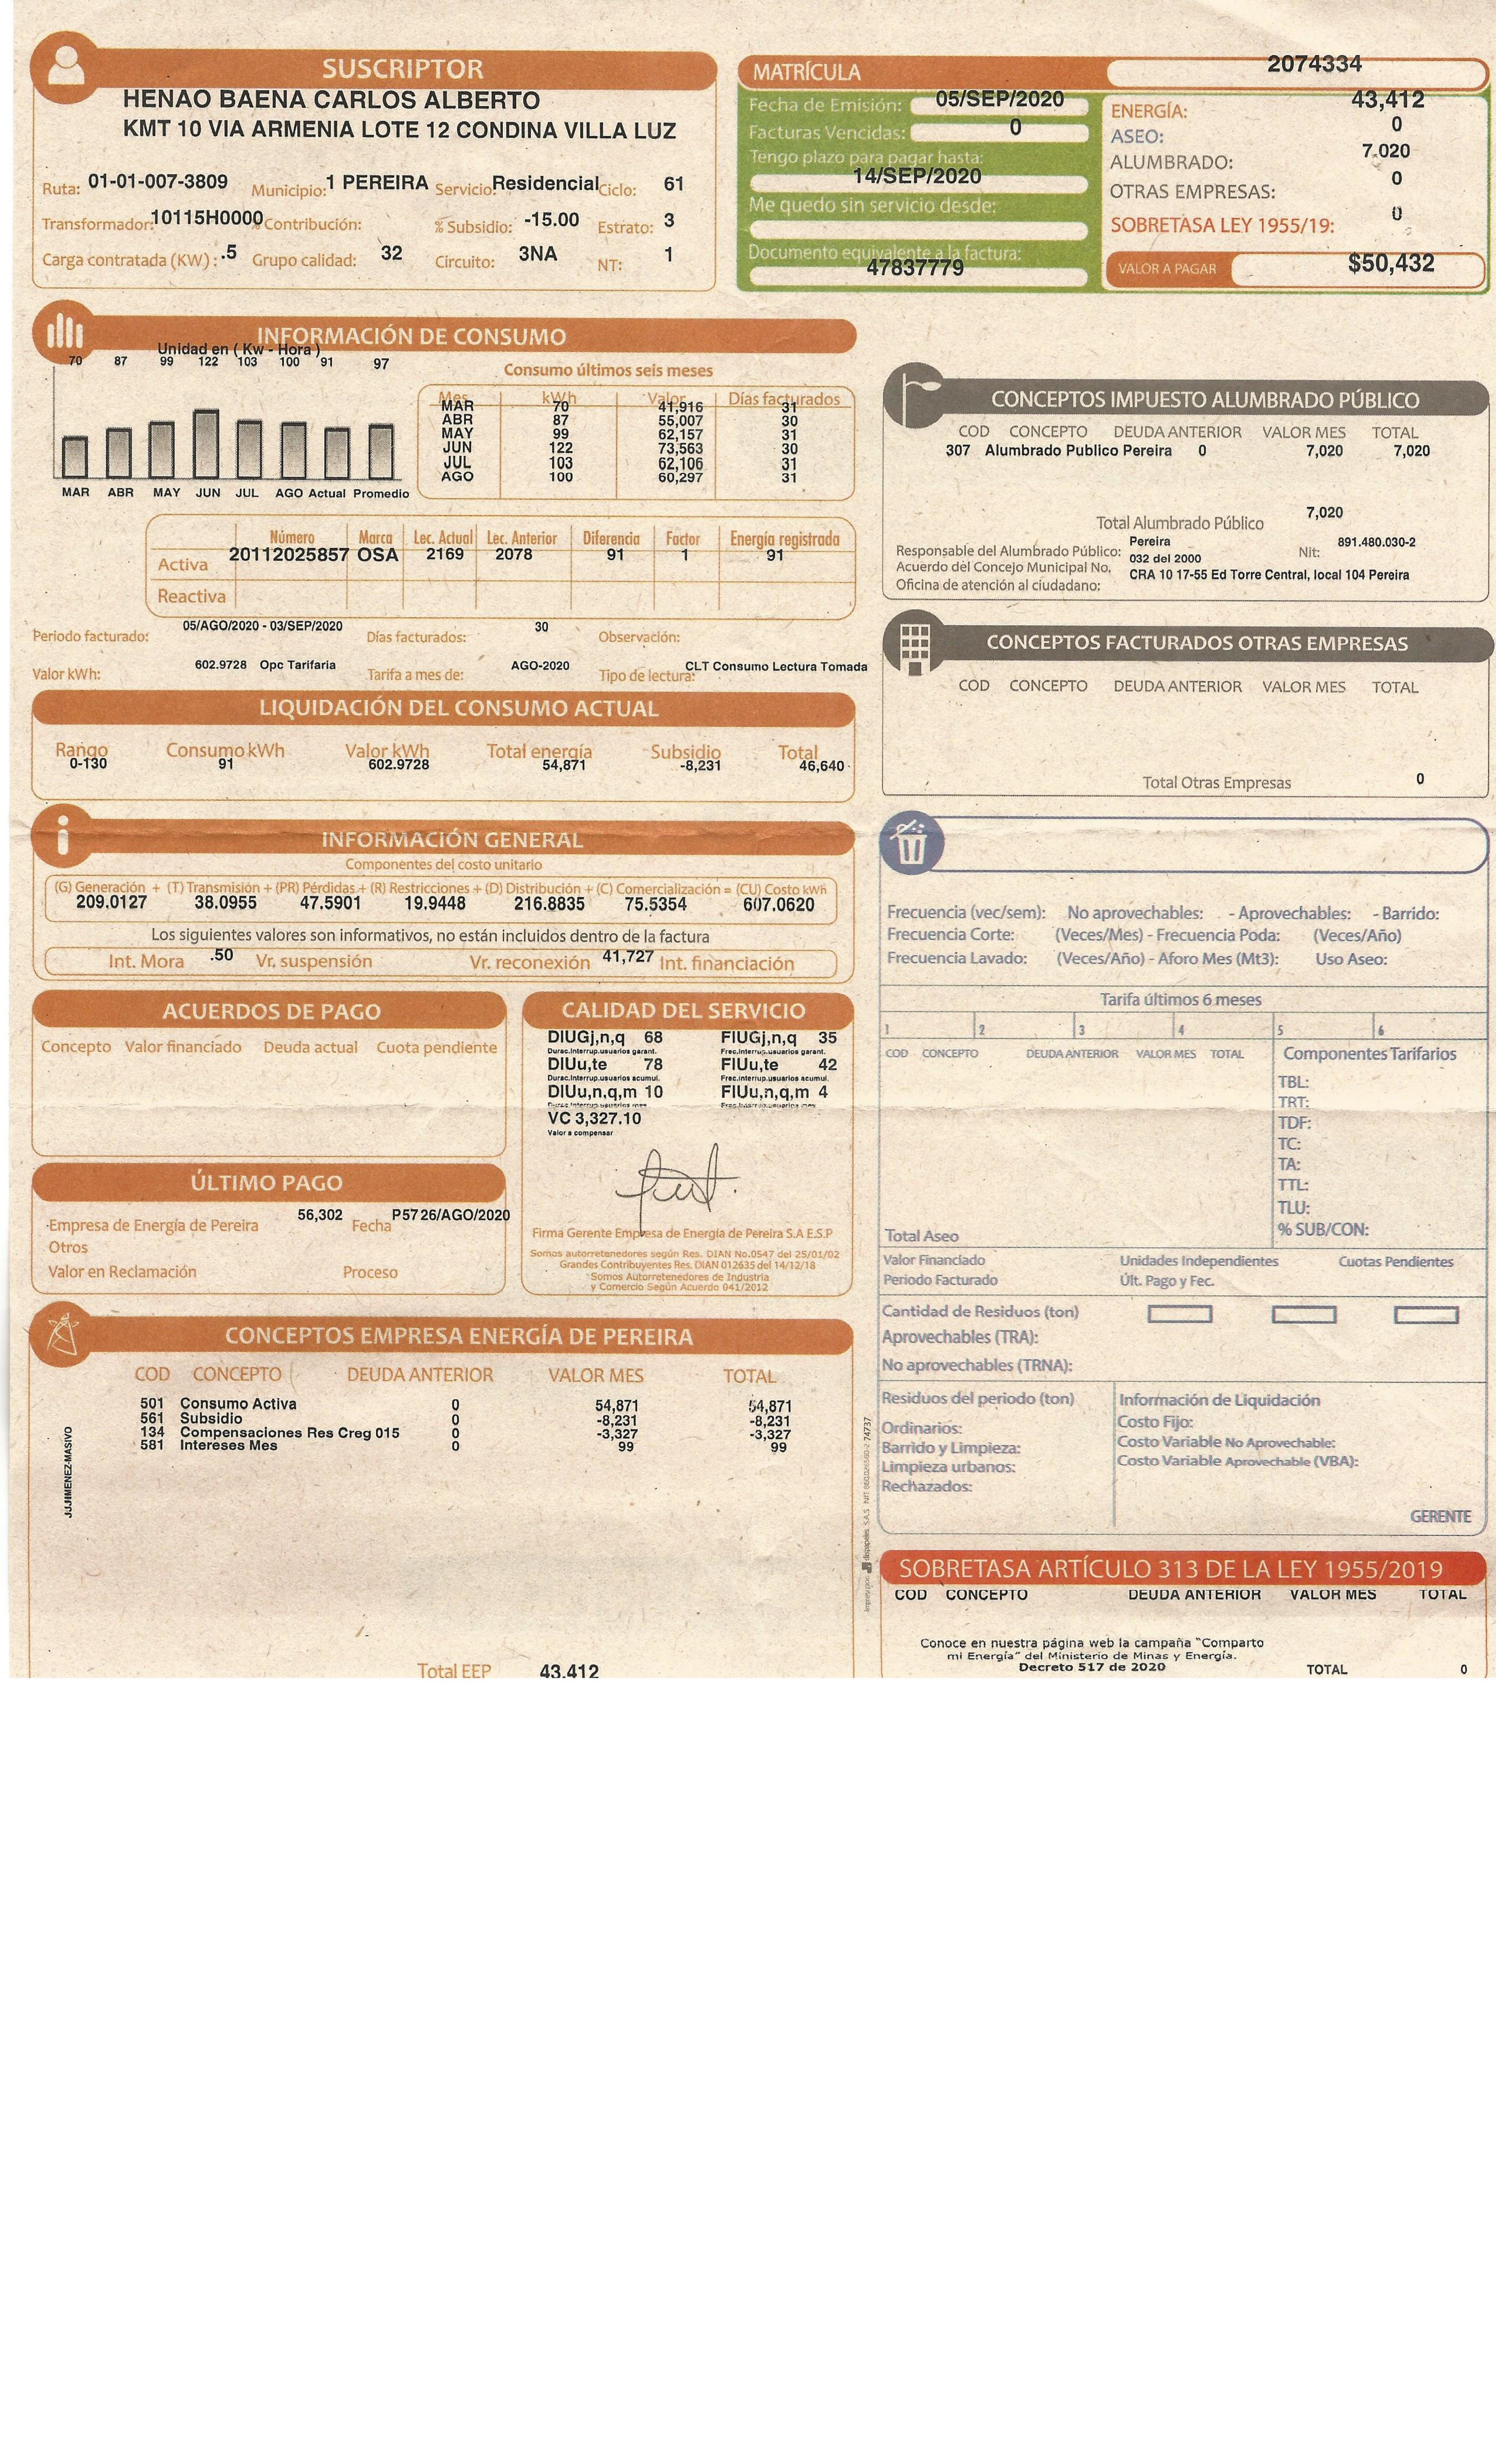 SUSCRIPTOR
HENAO BAENA CARLOS ALBERTO
KMT 10 VIA ARMENIA LOTE 12 CONDINA VILLA LUZ
Ruta: 01-01-007-3809 Municipio: 1 PEREIRA Servicio: Residencial Ciclo: 61
Transformador: 10115H0000 % Contribución: % Subsidio: -15.00 Estrato: 3
Carga contratada (KW) : .5 Grupo calidad: 32 Circuito: 3NA NT: 1
MATRÍCULA 2074334
Fecha de Emisión: 05/SEP/2020
Facturas Vencidas: 0
Tengo plazo para pagar hasta:
14/SEP/2020
Me quedo sin servicio desde:
Documento equivalente a la factura:
47837779
ENERGÍA: 43,412
ASEO: 0
ALUMBRADO: 7.020
OTRAS EMPRESAS: 0
SOBRETASA LEY 1955/19: 0
VALOR A PAGAR $50,432
INFORMACIÓN DE CONSUMO
Unidad en ( Kw - Hora )
70 87 99 122 103 100 91 97
MAR ABR MAY JUN JUL AGO Actual Promedio
Consumo últimos seis meses
Mes kWh Valor Días facturados
MAR 70 41,916 31
ABR 87 55,007 30
MAY 99 62,157 31
JUN 122 73,563 30
JUL 103 62,106 31
AGO 100 60,297 31
Número Marca Lec. Actual Lec. Anterior Diferencia Factor Energía registrada
Activa 20112025857 OSA 2169 2078 91 1 91
Reactiva
Periodo facturado: 05/AGO/2020 - 03/SEP/2020 Días facturados: 30 Observación:
Valor kWh: 602.9728 Opc Tarifaria Tarifa a mes de: AGO-2020 Tipo de lectura: CLT Consumo Lectura Tomada
LIQUIDACIÓN DEL CONSUMO ACTUAL
Rango Consumo kWh Valor kWh Total energía Subsidio Total
0-130 91 602.9728 54,871 -8,231 46,640
INFORMACIÓN GENERAL
Componentes del costo unitario
(G) Generación + (T) Transmisión + (PR) Pérdidas + (R) Restricciones + (D) Distribución + (C) Comercialización = (CU) Costo kWh
209.0127 38.0955 47.5901 19.9448 216.8835 75.5354 607.0620
Los siguientes valores son informativos, no están incluidos dentro de la factura
Int. Mora .50 Vr. suspensión Vr. reconexión 41,727 Int. financiación
ACUERDOS DE PAGO
Concepto Valor financiado Deuda actual Cuota pendiente
ÚLTIMO PAGO
Empresa de Energía de Pereira 56,302 Fecha P57 26/AGO/2020
Otros
Valor en Reclamación Proceso
CALIDAD DEL SERVICIO
DIUGj,n,q 68 FIUGj,n,q 35
Durac.Interrup.usuarios garant. Frec.Interrup.usuarios garant.
DIUu,te 78 FIUu,te 42
Durac.Interrup.usuarios acumul. Frec.Interrup.usuarios acumul.
DIUu,n,q,m 10 FIUu,n,q,m 4
Durac.Interrup.usuarios mes Frec.Interrup.usuarios mes
VC 3,327.10
Valor a compensar
Firma Gerente Empresa de Energía de Pereira S.A E.S.P
Somos autorretenedores según Res. DIAN No.0547 del 25/01/02
Grandes Contribuyentes Res. DIAN 012635 del 14/12/18
Somos Autorretenedores de Industria
y Comercio Según Acuerdo 041/2012
CONCEPTOS EMPRESA ENERGÍA DE PEREIRA
COD CONCEPTO DEUDA ANTERIOR VALOR MES TOTAL
501 Consumo Activa 0 54,871 54,871
561 Subsidio 0 -8,231 -8,231
134 Compensaciones Res Creg 015 0 -3,327 -3,327
581 Intereses Mes 0 99 99
JUJIMENEZ-MASIVO
Total EEP 43.412
CONCEPTOS IMPUESTO ALUMBRADO PÚBLICO
COD CONCEPTO DEUDA ANTERIOR VALOR MES TOTAL
307 Alumbrado Publico Pereira 0 7,020 7,020
Total Alumbrado Público 7,020
Responsable del Alumbrado Público: Pereira Nit: 891.480.030-2
Acuerdo del Concejo Municipal No, 032 del 2000
Oficina de atención al ciudadano: CRA 10 17-55 Ed Torre Central, local 104 Pereira
CONCEPTOS FACTURADOS OTRAS EMPRESAS
COD CONCEPTO DEUDA ANTERIOR VALOR MES TOTAL
Total Otras Empresas 0
Frecuencia (vec/sem): No aprovechables: - Aprovechables: - Barrido:
Frecuencia Corte: (Veces/Mes) - Frecuencia Poda: (Veces/Año)
Frecuencia Lavado: (Veces/Año) - Aforo Mes (Mt3): Uso Aseo:
Tarifa últimos 6 meses
1 2 3 4 5 6
COD CONCEPTO DEUDA ANTERIOR VALOR MES TOTAL Componentes Tarifarios
TBL:
TRT:
TDF:
TC:
TA:
TTL:
TLU:
Total Aseo % SUB/CON:
Valor Financiado Unidades Independientes Cuotas Pendientes
Periodo Facturado Últ. Pago y Fec.
Cantidad de Residuos (ton)
Aprovechables (TRA):
No aprovechables (TRNA):
Residuos del periodo (ton) Información de Liquidación
Ordinarios: Costo Fijo:
Barrido y Limpieza: Costo Variable No Aprovechable:
Limpieza urbanos: Costo Variable Aprovechable (VBA):
Rechazados:
GERENTE
SOBRETASA ARTÍCULO 313 DE LA LEY 1955/2019
COD CONCEPTO DEUDA ANTERIOR VALOR MES TOTAL
Conoce en nuestra página web la campaña "Comparto
mi Energía" del Ministerio de Minas y Energía.
Decreto 517 de 2020 TOTAL 0